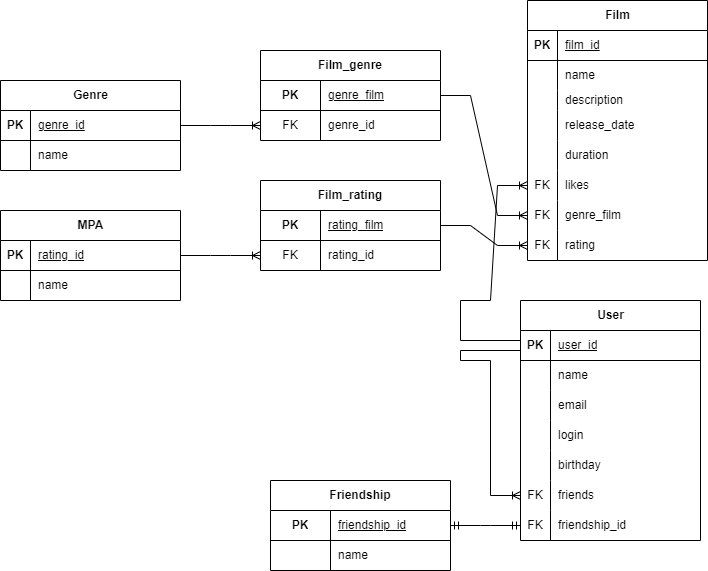 Genre
PK genre_id
name
MPA
PK rating_id
name
Film_genre
PK genre_film
FK genre_id
Film_rating
PK rating_film
FK rating_id
Film
PK film_id
name
description
release_date
duration
FK likes
FK genre_film
FK rating
User
PK user_id
name
email
login
birthday
FK friends
FK friendship_id
Friendship
PK friendship_id
name